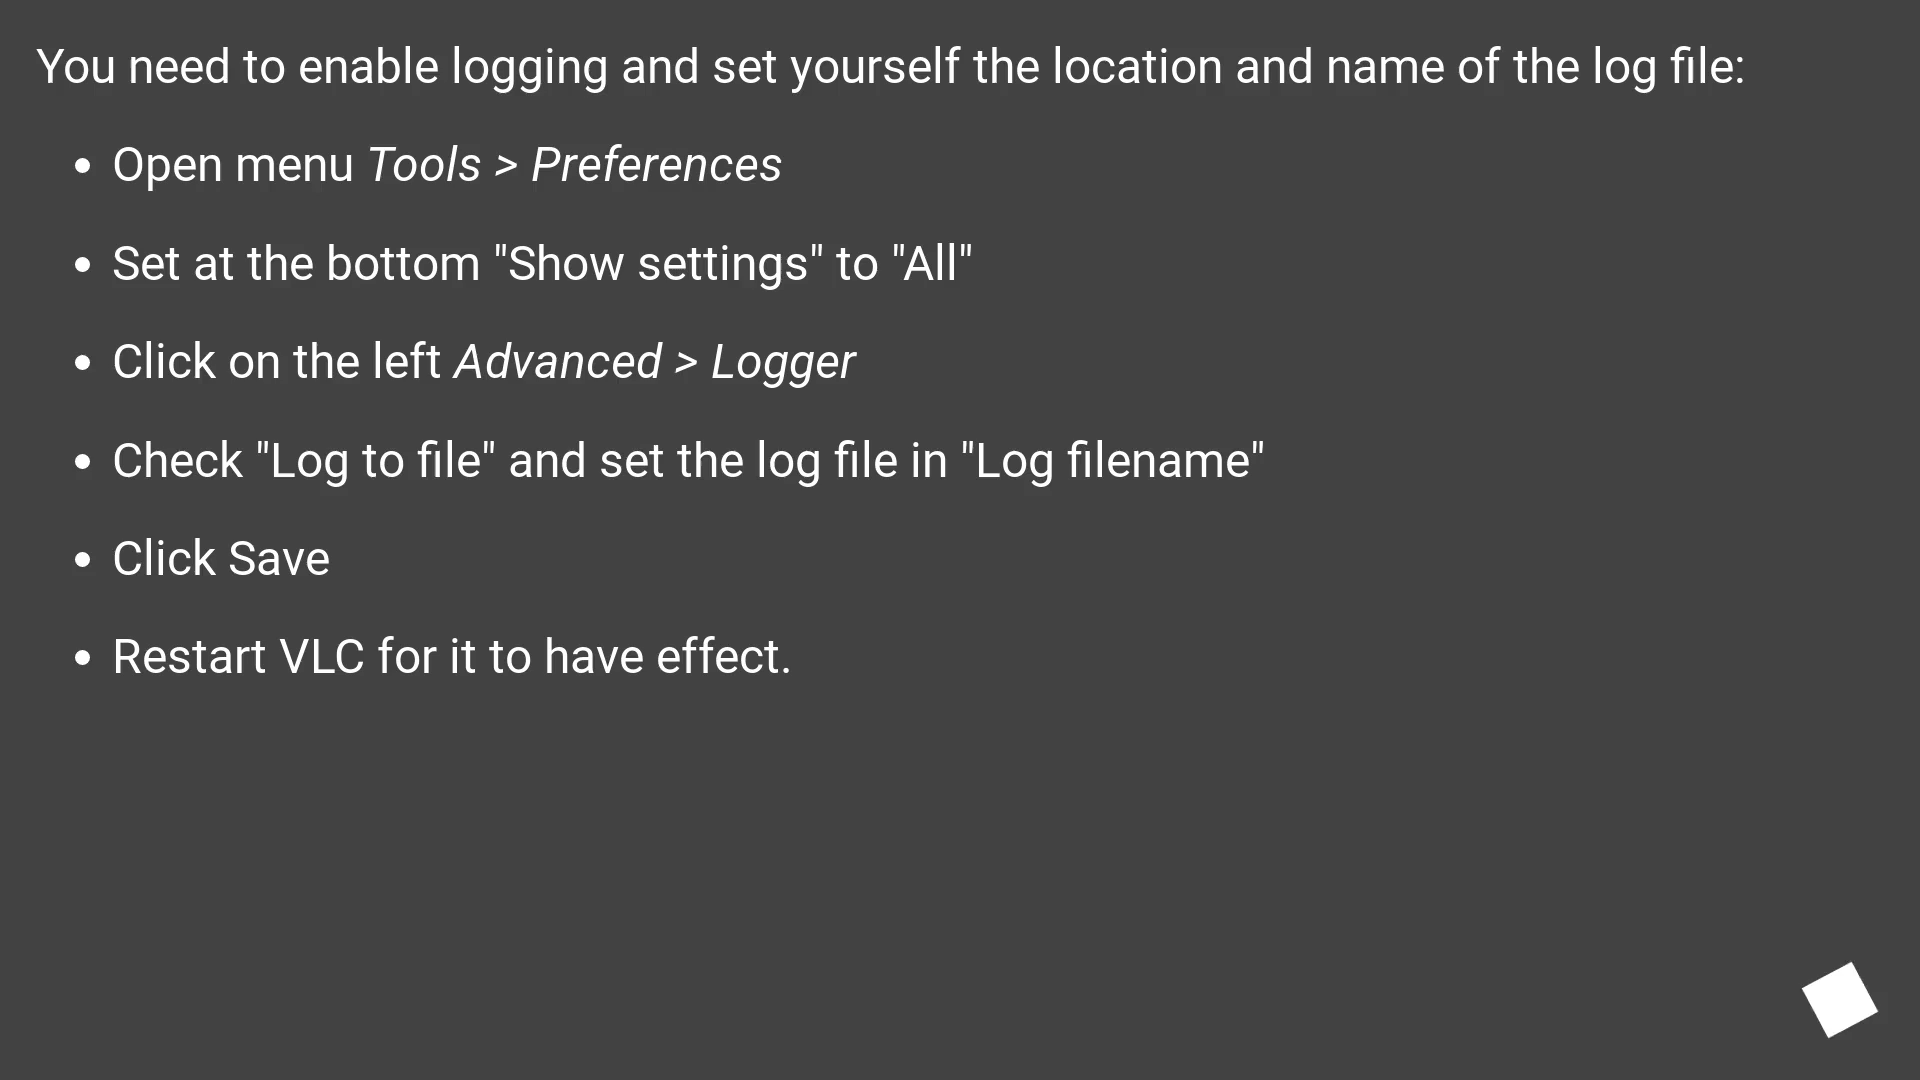 You need to enable logging and set yourself the location and name of the log file:
• Open menu Tools > Preferences
• Set at the bottom "Show settings" to "All"
• Click on the left Advanced > Logger
• Check "Log to file" and set the log file in "Log filename"
• Click Save
• Restart VLC for it to have effect.